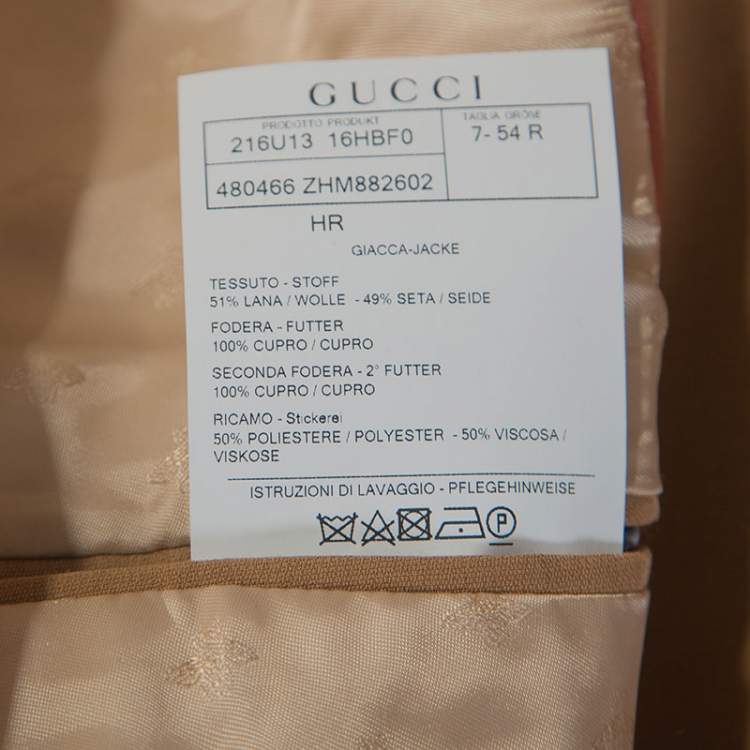 GUCCI
PRODOTTO PRODUKT
TAGLIA GRÖSE
216U13 16HBF0
7- 54 R
480466 ZHM882602
HR
GIACCA-JACKE
TESSUTO - STOFF
51% LANA / WOLLE - 49% SETA / SEIDE
FODERA - FUTTER
100% CUPRO / CUPRO
SECONDA FODERA - 2° FUTTER
100% CUPRO / CUPRO
RICAMO - Stickerei
50% POLIESTERE / POLYESTER - 50% VISCOSA /
VISKOSE
ISTRUZIONI DI LAVAGGIO - PFLEGEHINWEISE
P